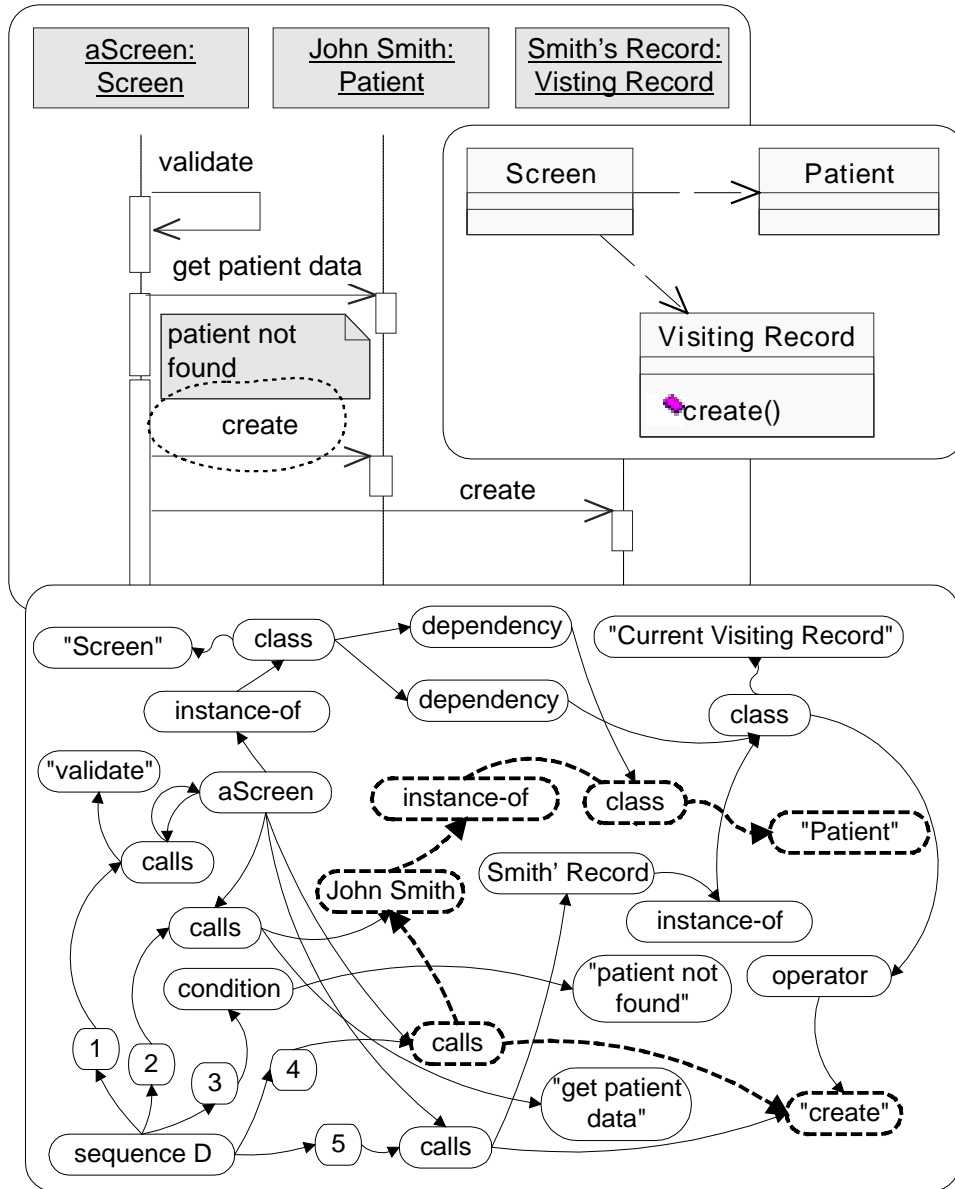 aScreen:
Screen
John Smith:
Patient
Smith's Record:
Visting Record
validate
get patient data
patient not
found
create
create
Screen
Patient
Visiting Record
create()
"Screen"
class
dependency
"Current Visiting Record"
dependency
instance-of
class
"validate"
aScreen
instance-of
class
"Patient"
calls
John Smith
Smith' Record
calls
instance-of
condition
"patient not
found"
operator
1
2
3
4
calls
"get patient
data"
"create"
sequence D
5
calls